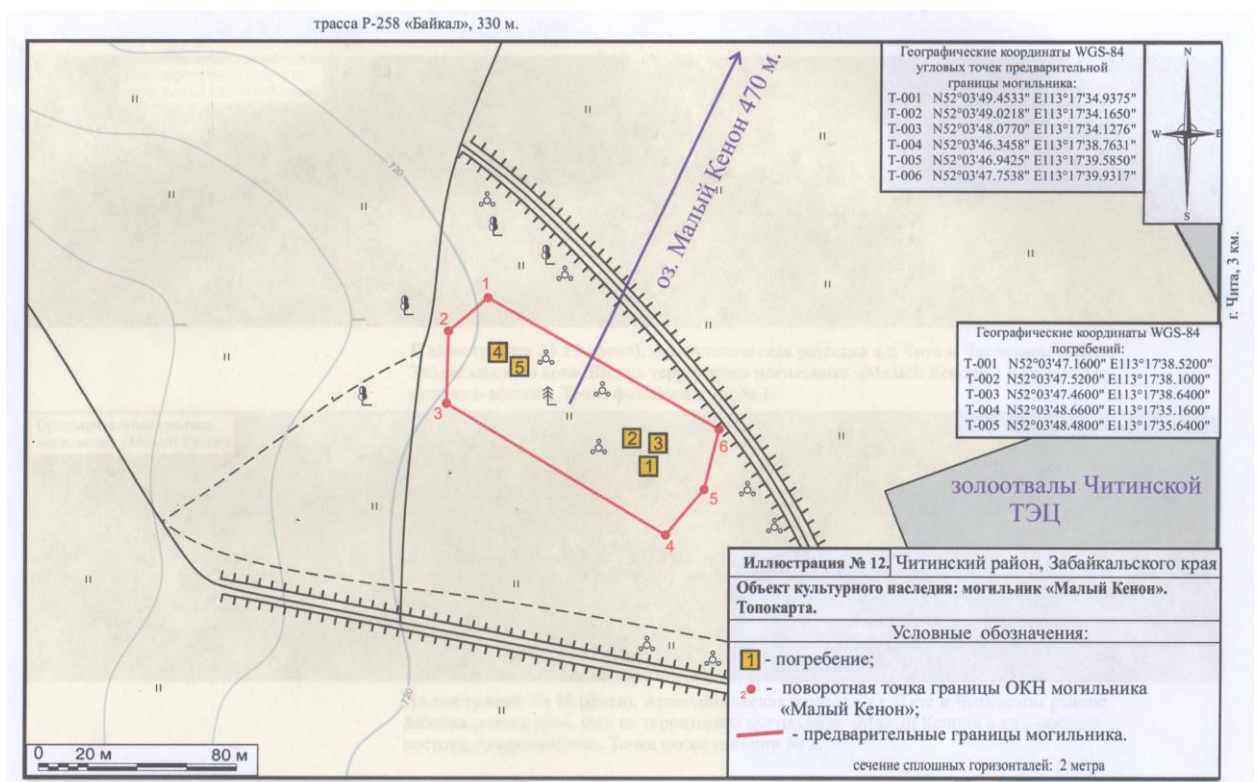 трасса Р-258 «Байкал», 330 м.
Географические координаты WGS-84
угловых точек предварительной
границы могильника:
T-001 N52°03'49.4533" E113°17'34.9375"
T-002 N52°03'49.0218" E113°17'34.1650"
T-003 N52°03'48.0770" E113°17'34.1276"
T-004 N52°03'46.3458" E113°17'38.7631"
T-005 N52°03'46.9425" E113°17'39.5850"
T-006 N52°03'47.7538" E113°17'39.9317"
N
W
E
S
оз. Малый Кенон 470 м.
г. Чита, 3 км.
720
1
2
3
4
5
6
4
5
2
3
1
Географические координаты WGS-84
погребений:
T-001 N52°03'47.1600" E113°17'38.5200"
T-002 N52°03'47.5200" E113°17'38.1000"
T-003 N52°03'47.4600" E113°17'38.6400"
T-004 N52°03'48.6600" E113°17'35.1600"
T-005 N52°03'48.4800" E113°17'35.6400"
золоотвалы Читинской
ТЭЦ
720
Иллюстрация № 12. Читинский район, Забайкальского края
Объект культурного наследия: могильник «Малый Кенон».
Топокарта.
Условные обозначения:
1 - погребение;
2 - поворотная точка границы ОКН могильника
«Малый Кенон»;
- предварительные границы могильника.
сечение сплошных горизонталей: 2 метра
0 20 м 80 м